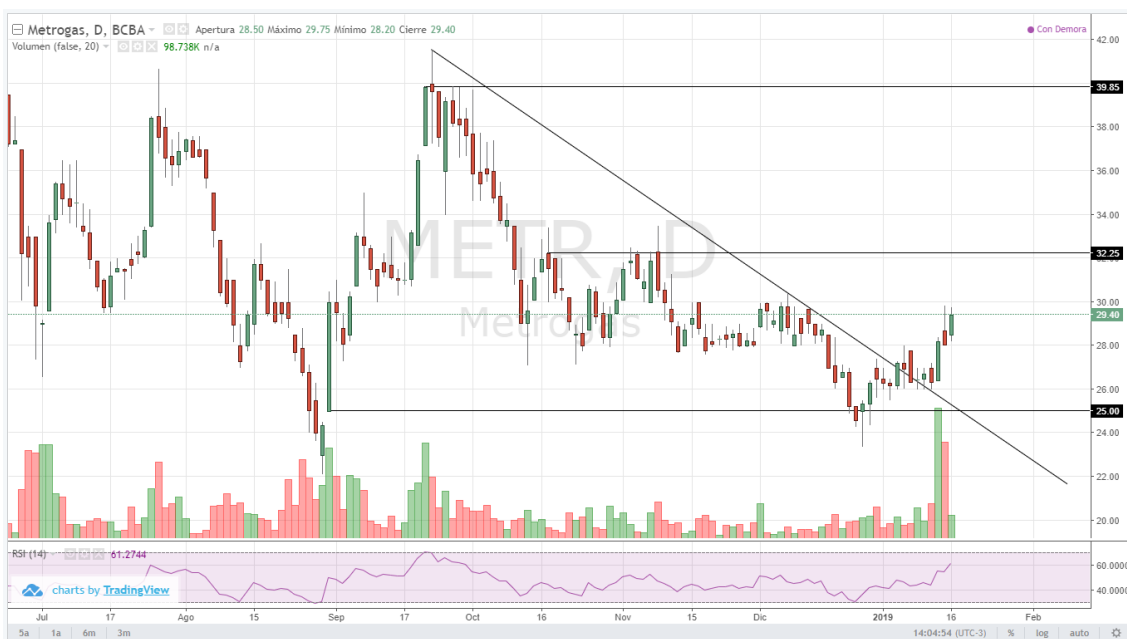 Metrogas, D, BCBA Apertura 28.50 Máximo 29.75 Mínimo 28.20 Cierre 29.40
Con Demora
Volumen (false, 20) 98.738K n/a
42.00
39.85
38.00
36.00
34.00
32.25
32.00
30.00
29.40
28.00
26.00
25.00
24.00
22.00
20.00
METR, D
Metrogas
RSI (14) 61.2744
60.0000
40.0000
charts by TradingView
Jul 17 Ago 15 Sep 17 Oct 16 Nov 15 Dic 2019 16 Feb
5a 1a 6m 3m 14:04:54 (UTC-3) % log auto